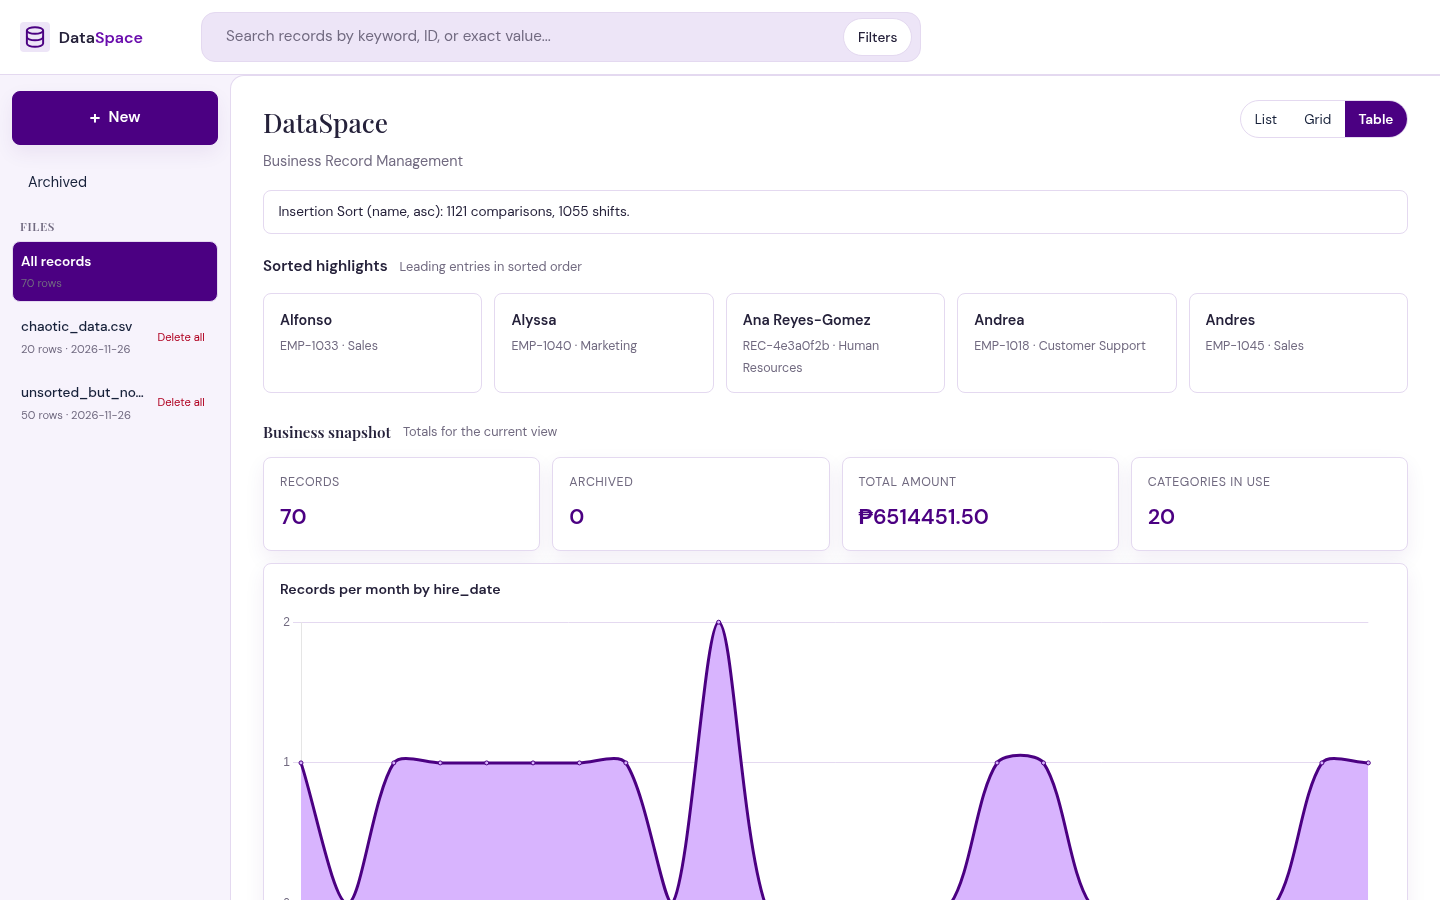 DataSpace
Search records by keyword, ID, or exact value...
Filters
+ New
Archived
FILES
All records
70 rows
chaotic_data.csv
20 rows · 2026-11-26
Delete all
unsorted_but_no...
50 rows · 2026-11-26
Delete all
DataSpace
Business Record Management
List
Grid
Table
Insertion Sort (name, asc): 1121 comparisons, 1055 shifts.
Sorted highlights
Leading entries in sorted order
Alfonso
EMP-1033 · Sales
Alyssa
EMP-1040 · Marketing
Ana Reyes-Gomez
REC-4e3a0f2b · Human
Resources
Andrea
EMP-1018 · Customer Support
Andres
EMP-1045 · Sales
Business snapshot
Totals for the current view
RECORDS
70
ARCHIVED
0
TOTAL AMOUNT
₱6514451.50
CATEGORIES IN USE
20
Records per month by hire_date
2
1